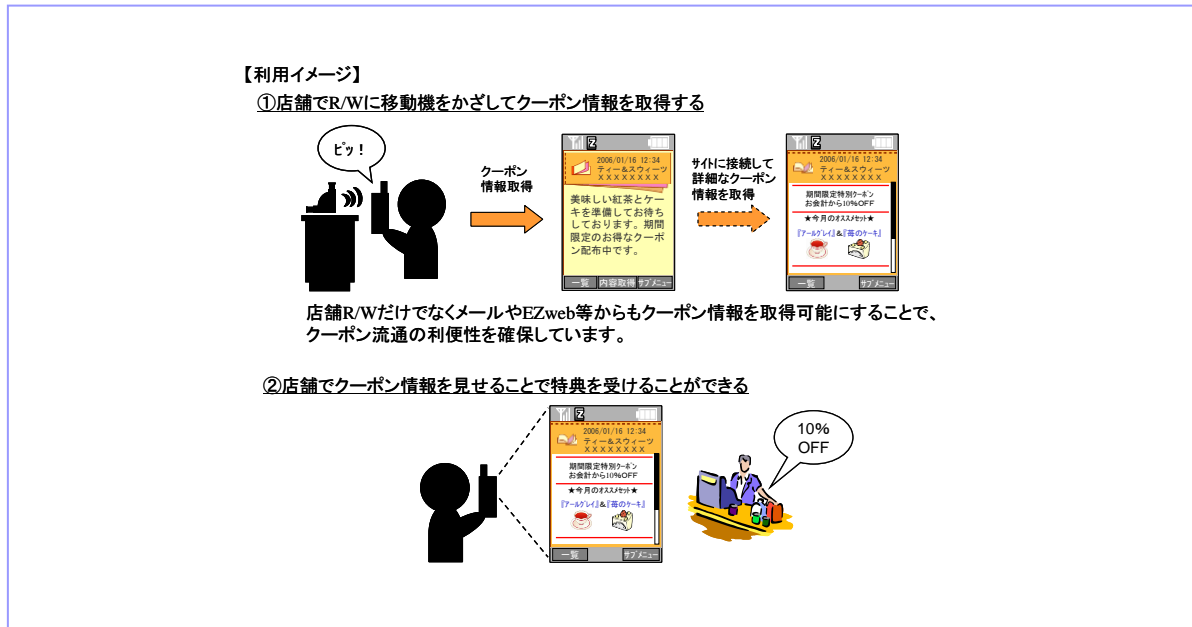 【利用イメージ】
①店舗でR/Wに移動機をかざしてクーポン情報を取得する
ピッ！
クーポン
情報取得
2006/01/16 12:34
ティー&スウィーツ
XXXXXXXX
美味しい紅茶とケー
キを準備してお待ち
しております。期間
限定のお得なクーポ
ン配布中です。
一覧 内容取得 サブメニュー
サイトに接続して
詳細なクーポン
情報を取得
2006/01/16 12:34
ティー&スウィーツ
XXXXXXXX
期間限定特別クーポン
お会計から10%OFF
★今月のオススメセット★
『アールグレイ』&『苺のケーキ』
一覧 サブメニュー
店舗R/WだけでなくメールやEZweb等からもクーポン情報を取得可能にすることで、
クーポン流通の利便性を確保しています。
②店舗でクーポン情報を見せることで特典を受けることができる
2006/01/16 12:34
ティー&スウィーツ
XXXXXXXX
期間限定特別クーポン
お会計から10%OFF
★今月のオススメセット★
『アールグレイ』&『苺のケーキ』
一覧 サブメニュー
10%
OFF